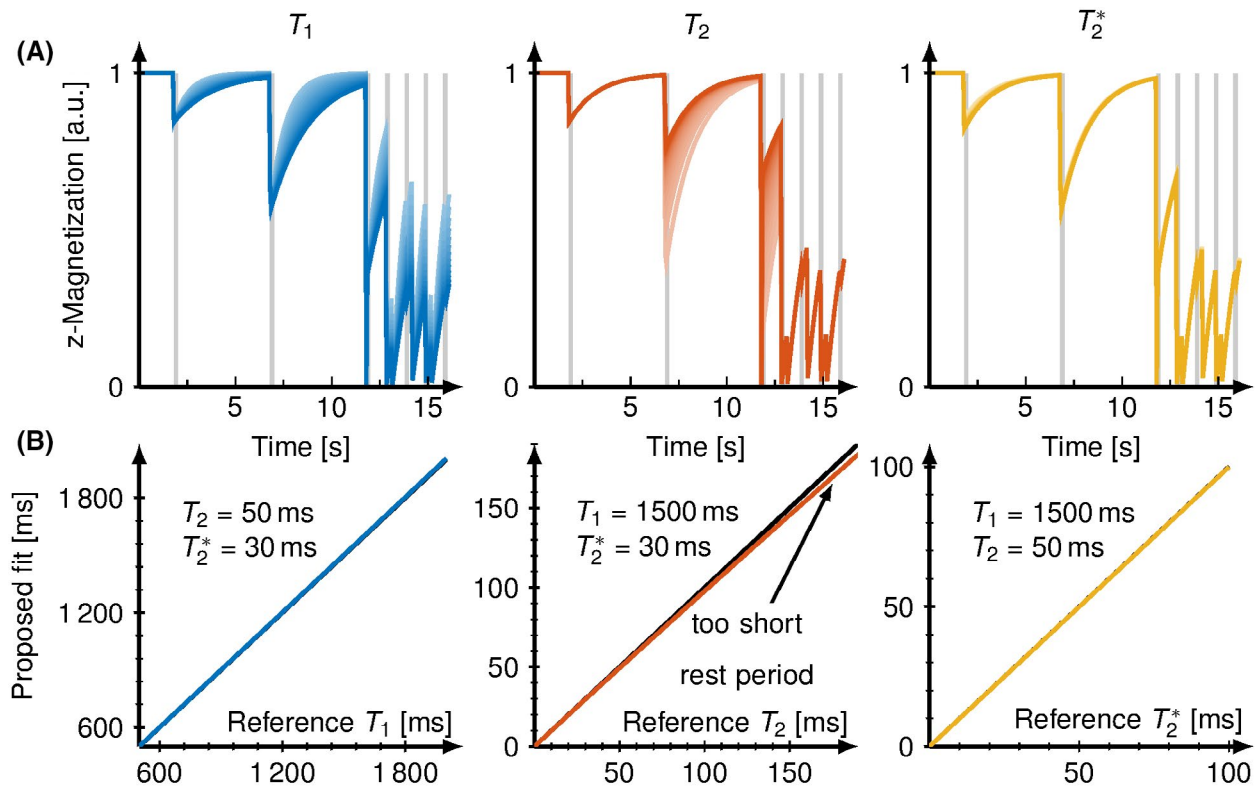 (A)
T₁
T₂
T₂*
z-Magnetization [a.u.]
1
0
5
10
15
Time [s]
1
0
5
10
15
Time [s]
1
0
5
10
15
Time [s]
(B)
Proposed fit [ms]
1 800
1 200
600
T₂ = 50 ms
T₂* = 30 ms
Reference T₁ [ms]
600
1 200
1 800
150
100
50
0
T₁ = 1500 ms
T₂* = 30 ms
too short
rest period
Reference T₂ [ms]
50
100
150
100
50
0
T₁ = 1500 ms
T₂ = 50 ms
Reference T₂* [ms]
50
100